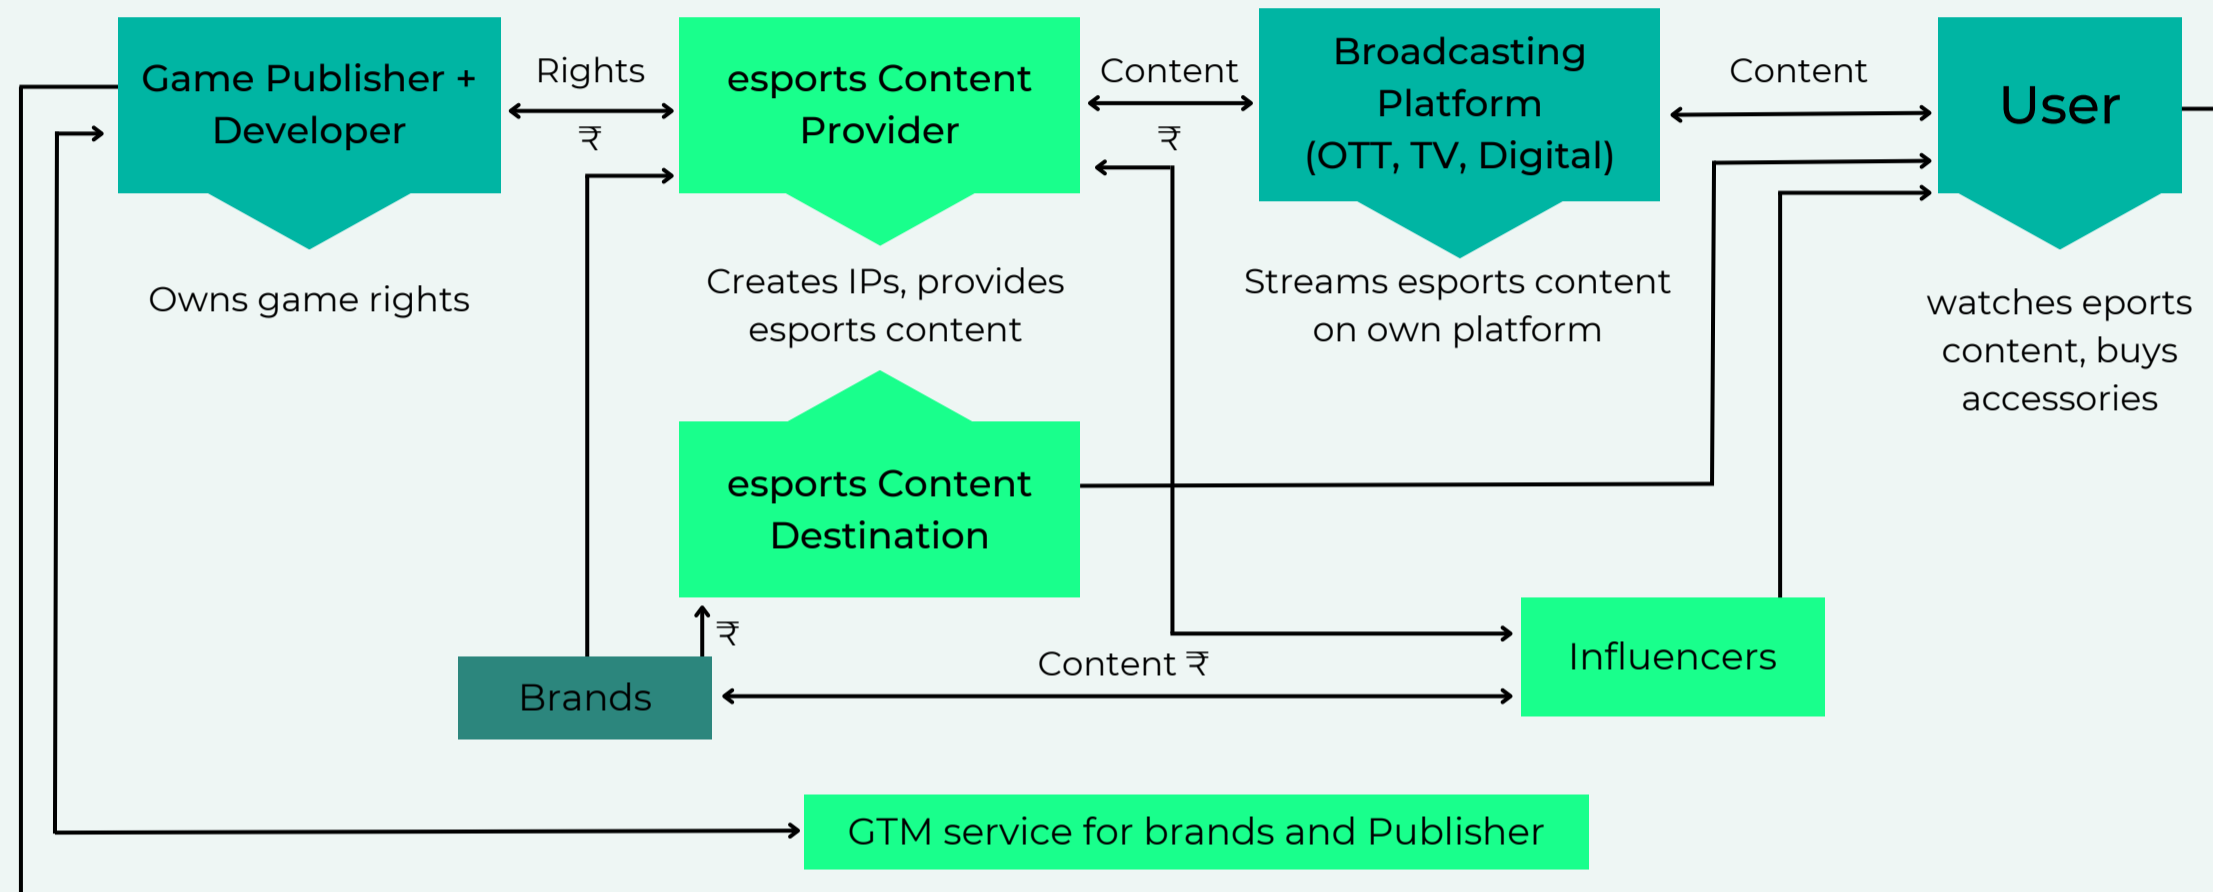 Game Publisher +
Developer
Rights
₹
esports Content
Provider
Content
₹
Broadcasting
Platform
(OTT, TV, Digital)
Content
User
Owns game rights
Creates IPs, provides
esports content
Streams esports content
on own platform
watches eports
content, buys
accessories
esports Content
Destination
₹
Brands
Content ₹
Influencers
GTM service for brands and Publisher